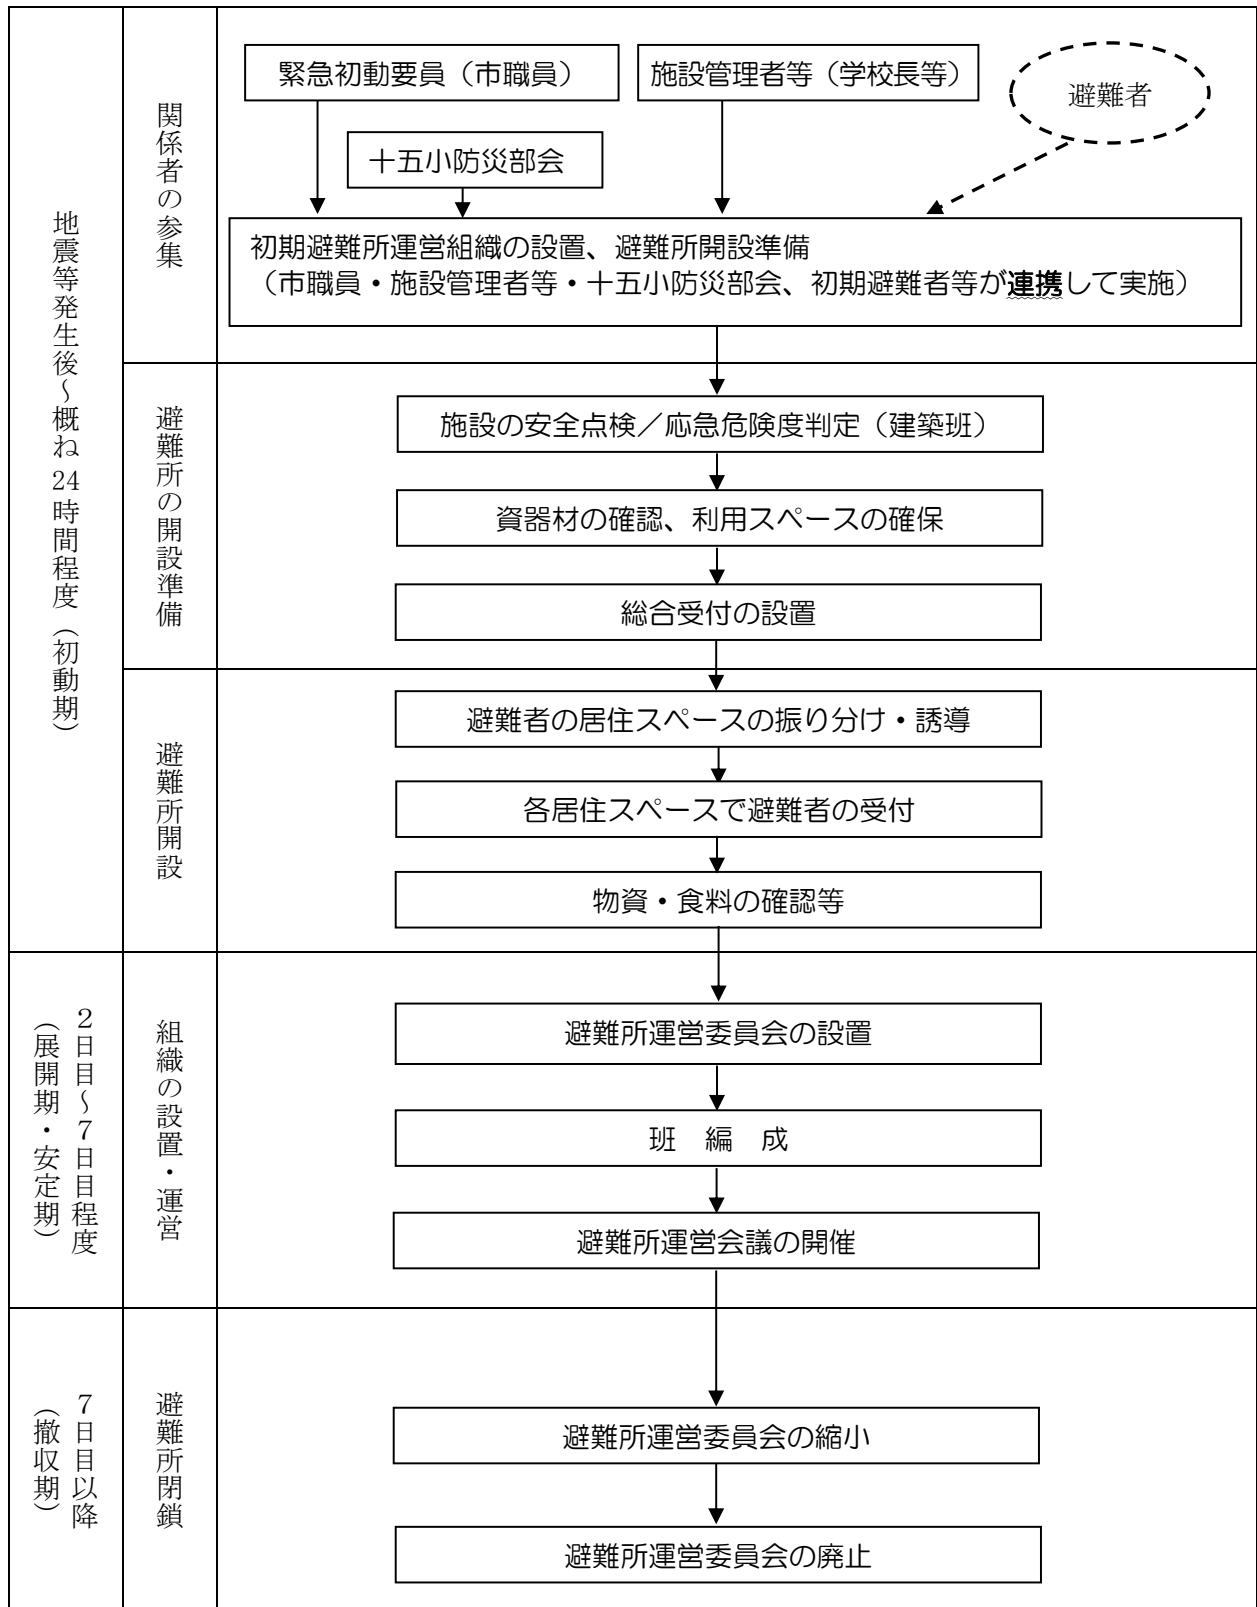 地震等発生後～概ね24時間程度（初動期）
関係者の参集
緊急初動要員（市職員）
施設管理者等（学校長等）
避難者
十五小防災部会
初期避難所運営組織の設置、避難所開設準備
（市職員・施設管理者等・十五小防災部会、初期避難者等が連携して実施）
避難所の開設準備
施設の安全点検／応急危険度判定（建築班）
資器材の確認、利用スペースの確保
総合受付の設置
避難所開設
避難者の居住スペースの振り分け・誘導
各居住スペースで避難者の受付
物資・食料の確認等
２日目～７日目程度
（展開期・安定期）
組織の設置・運営
避難所運営委員会の設置
班　編　成
避難所運営会議の開催
７日目以降
（撤収期）
避難所閉鎖
避難所運営委員会の縮小
避難所運営委員会の廃止